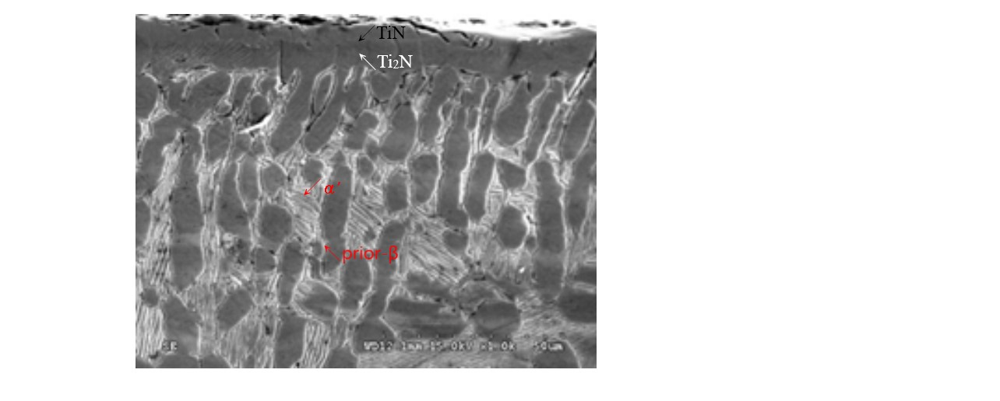 TiN
Ti₂N
α'
prior-β
SE WD12.1mm 15.0kV x1.0k 50um